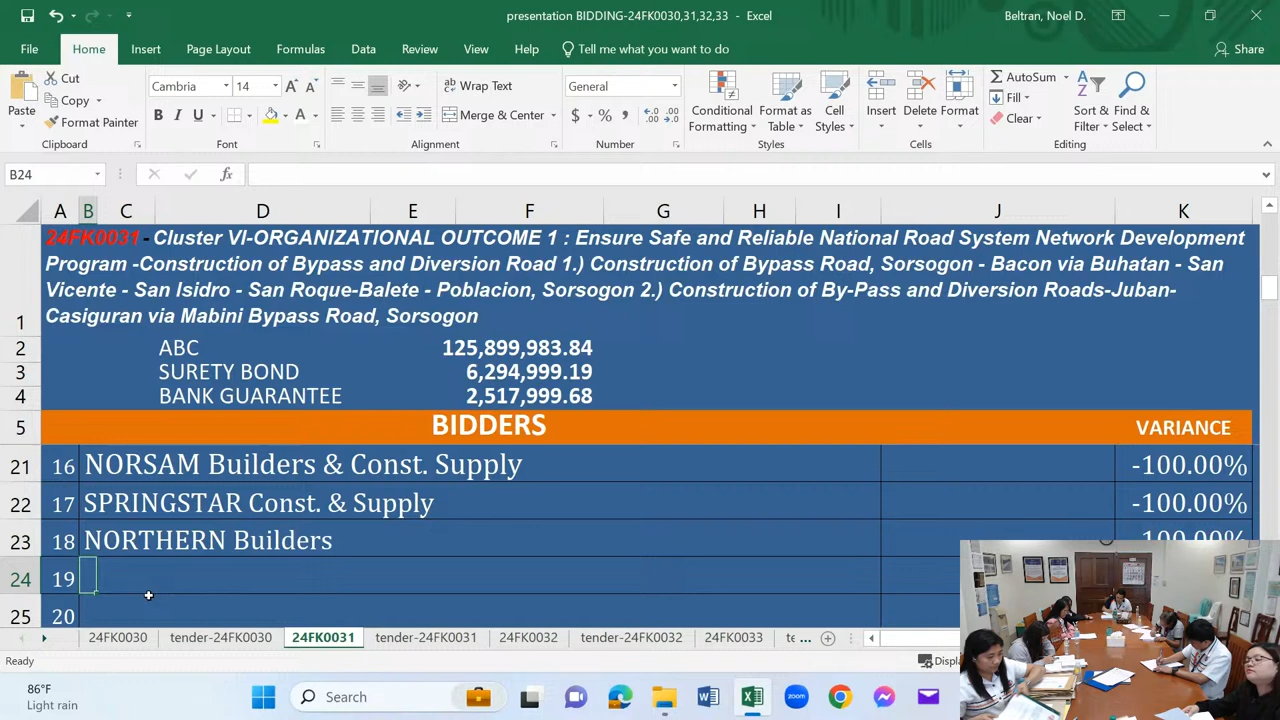 presentation BIDDING-24FK0030,31,32,33 - Excel
Beltran, Noel D.
File Home Insert Page Layout Formulas Data Review View Help Tell me what you want to do Share
Paste
Cut
Copy
Format Painter
Clipboard
Cambria 14
B I U
Font
Wrap Text
Merge & Center
Alignment
General
$ % ,
Number
Conditional Formatting
Format as Table
Cell Styles
Styles
Insert
Delete
Format
Cells
AutoSum
Fill
Clear
Sort & Filter
Find & Select
Editing
B24
fx
A B C D E F G H I J K
24FK0031 - Cluster VI-ORGANIZATIONAL OUTCOME 1 : Ensure Safe and Reliable National Road System Network Development
Program -Construction of Bypass and Diversion Road 1.) Construction of Bypass Road, Sorsogon - Bacon via Buhatan - San
Vicente - San Isidro - San Roque-Balete - Poblacion, Sorsogon 2.) Construction of By-Pass and Diversion Roads-Juban-
1 Casiguran via Mabini Bypass Road, Sorsogon
2 ABC 125,899,983.84
3 SURETY BOND 6,294,999.19
4 BANK GUARANTEE 2,517,999.68
5 BIDDERS VARIANCE
21 16 NORSAM Builders & Const. Supply -100.00%
22 17 SPRINGSTAR Const. & Supply -100.00%
23 18 NORTHERN Builders -100.00%
24 19
25 20
24FK0030 tender-24FK0030 24FK0031 tender-24FK0031 24FK0032 tender-24FK0032 24FK0033
Ready
86°F
Light rain
Search